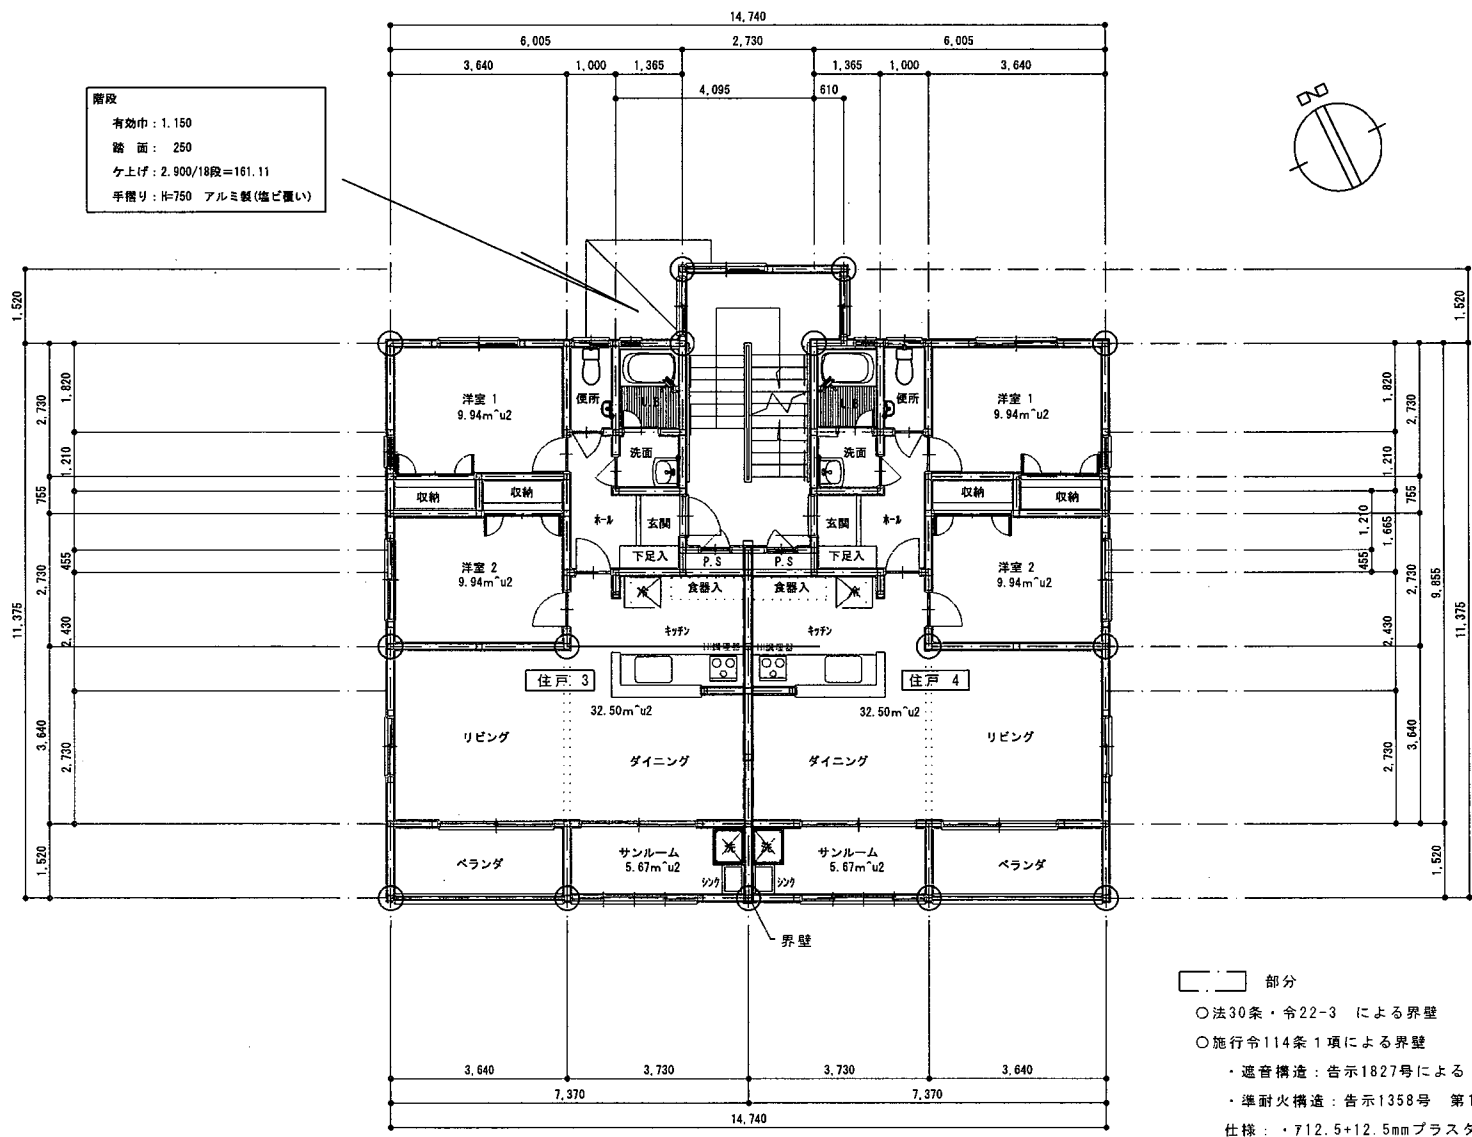 14,740
6,005 2,730 6,005
3,640 1,000 1,365 1,365 1,000 3,640
4,095 610
階段
有効巾：1.150
踏 面： 250
ケ上げ：2.900/18段＝161.11
手摺り：H=750 アルミ製(塩ビ覆い)
N
1,520 1,520
1,820 1,820
2,730 2,730
洋室 1 便所 U.B U.B 便所 洋室 1
9.94m^u2 9.94m^u2
洗面 洗面
1,210 1,210
収納 収納 収納 収納
755 755
ホール 玄関 玄関 ホール
1,210 1,665
下足入 P.S P.S 下足入
455 455
洋室 2 洋室 2
9.94m^u2 9.94m^u2
2,730 2,730
冷 食器入 食器入 冷
9,855
11,375 11,375
キッチン キッチン
2,430 2,430
IH調理器 IH調理器
住戸 3 住戸 4
32.50m^u2 32.50m^u2
リビング リビング
ダイニング ダイニング
3,640 3,640
2,730 2,730
ベランダ サンルーム 洗 洗 サンルーム ベランダ
5.67m^u2 5.67m^u2
シンク シンク
1,520 1,520
界壁
3,640 3,730 3,730 3,640
7,370 7,370
14,740
部分
○法30条・令22-3 による界壁
○施行令114条１項による界壁
・遮音構造：告示1827号による
・準耐火構造：告示1358号 第1
仕様：・ｱ12.5+12.5mmプラスタ